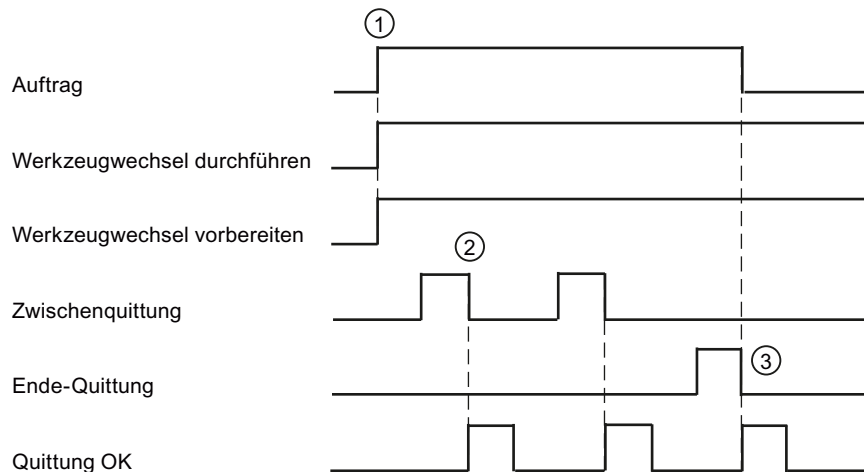 ①
Auftrag
Werkzeugwechsel durchführen
Werkzeugwechsel vorbereiten
②
Zwischenquittung
Ende-Quittung
③
Quittung OK